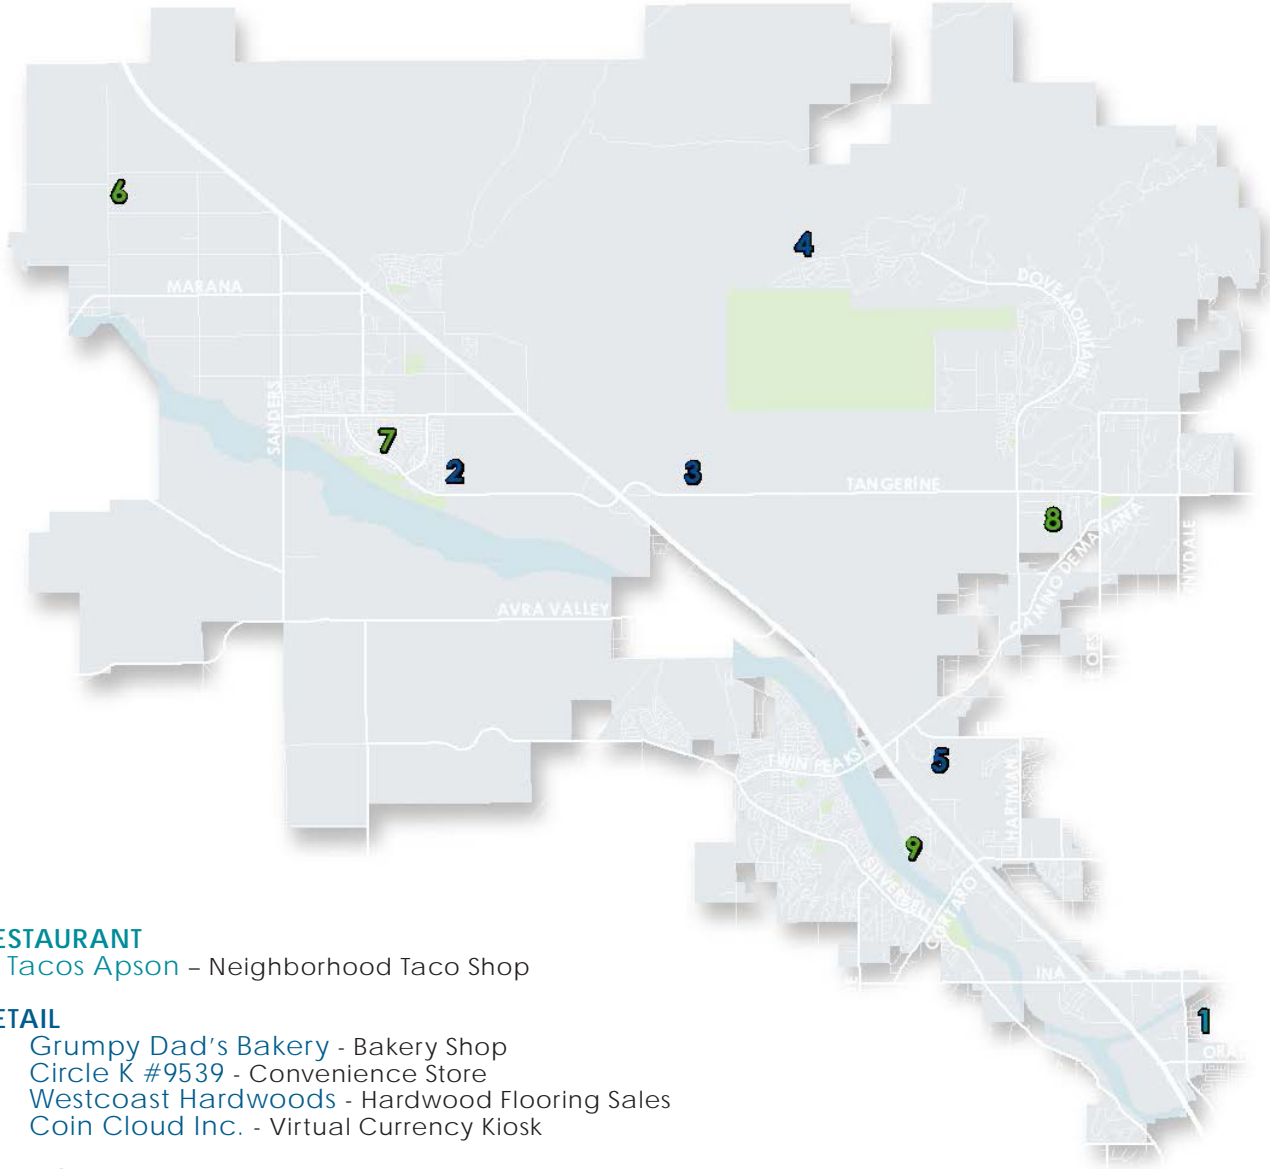 6
4
MARANA
DOVE MOUNTAIN
SANDERS
7
2
3
TANGERINE
8
CAMINO DE MANANA
NYDALE
AVRA VALLEY
5
TWIN PEAKS
HARTMAN
9
SILVERBELL
CORTARO
INA
1
ESTAURANT
Tacos Apson – Neighborhood Taco Shop
ETAIL
Grumpy Dad's Bakery - Bakery Shop
Circle K #9539 - Convenience Store
Westcoast Hardwoods - Hardwood Flooring Sales
Coin Cloud Inc. - Virtual Currency Kiosk